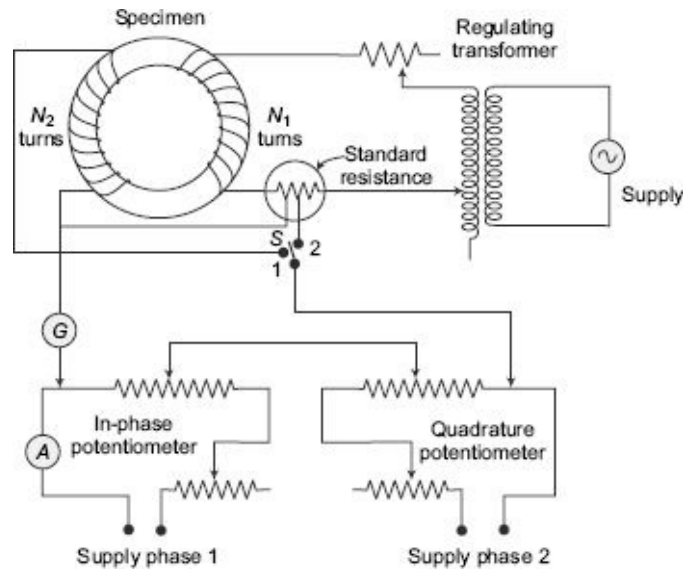 Specimen
Regulating
transformer
N₂
turns
N₁
turns
Standard
resistance
Supply
S
2
1
G
In-phase
potentiometer
Quadrature
potentiometer
A
Supply phase 1
Supply phase 2